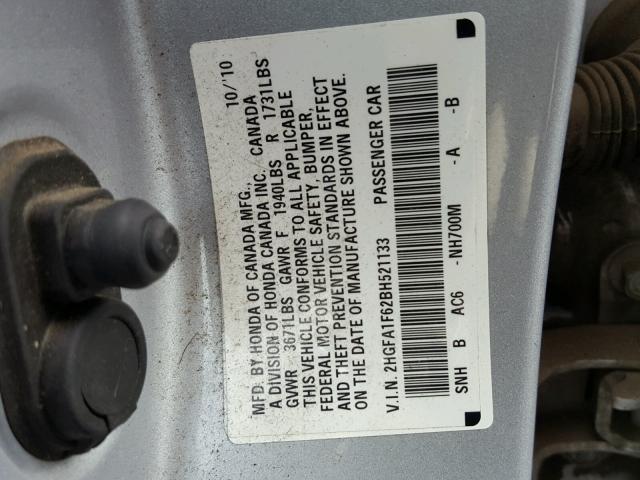 MFD. BY HONDA OF CANADA MFG., 10/'10
A DIVISION OF HONDA CANADA INC. CANADA
GVWR 3671LBS GAWR F 1940LBS R 1731LBS
THIS VEHICLE CONFORMS TO ALL APPLICABLE
FEDERAL MOTOR VEHICLE SAFETY, BUMPER,
AND THEFT PREVENTION STANDARDS IN EFFECT
ON THE DATE OF MANUFACTURE SHOWN ABOVE.
V.I.N. 2HGFA1F62BH521133 PASSENGER CAR
SNH B AC6 -NH700M -A -B